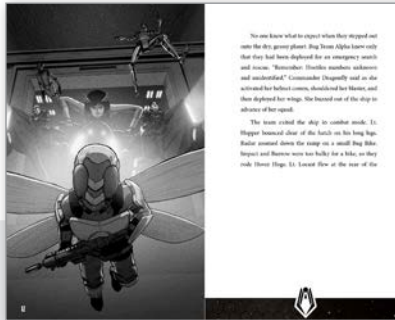 No one knew what to expect when they stepped out
onto the dry, grassy planet. Bug Team Alpha knew only
that they had been deployed for an emergency search
and rescue. "Remember: Hostiles numbers unknown
and unidentified," Commander Dragonfly said as she
activated her helmet comm, shouldered her blaster, and
then deployed her wings. She buzzed out of the ship in
advance of her squad.
The team exited the ship in combat mode. Lt.
Hopper bounced clear of the hatch on his long legs.
Radar zoomed down the ramp on a small Bug Bike.
Impact and Burrow were too bulky for a bike, so they
rode Hover Hogs. Lt. Locust flew at the rear of the